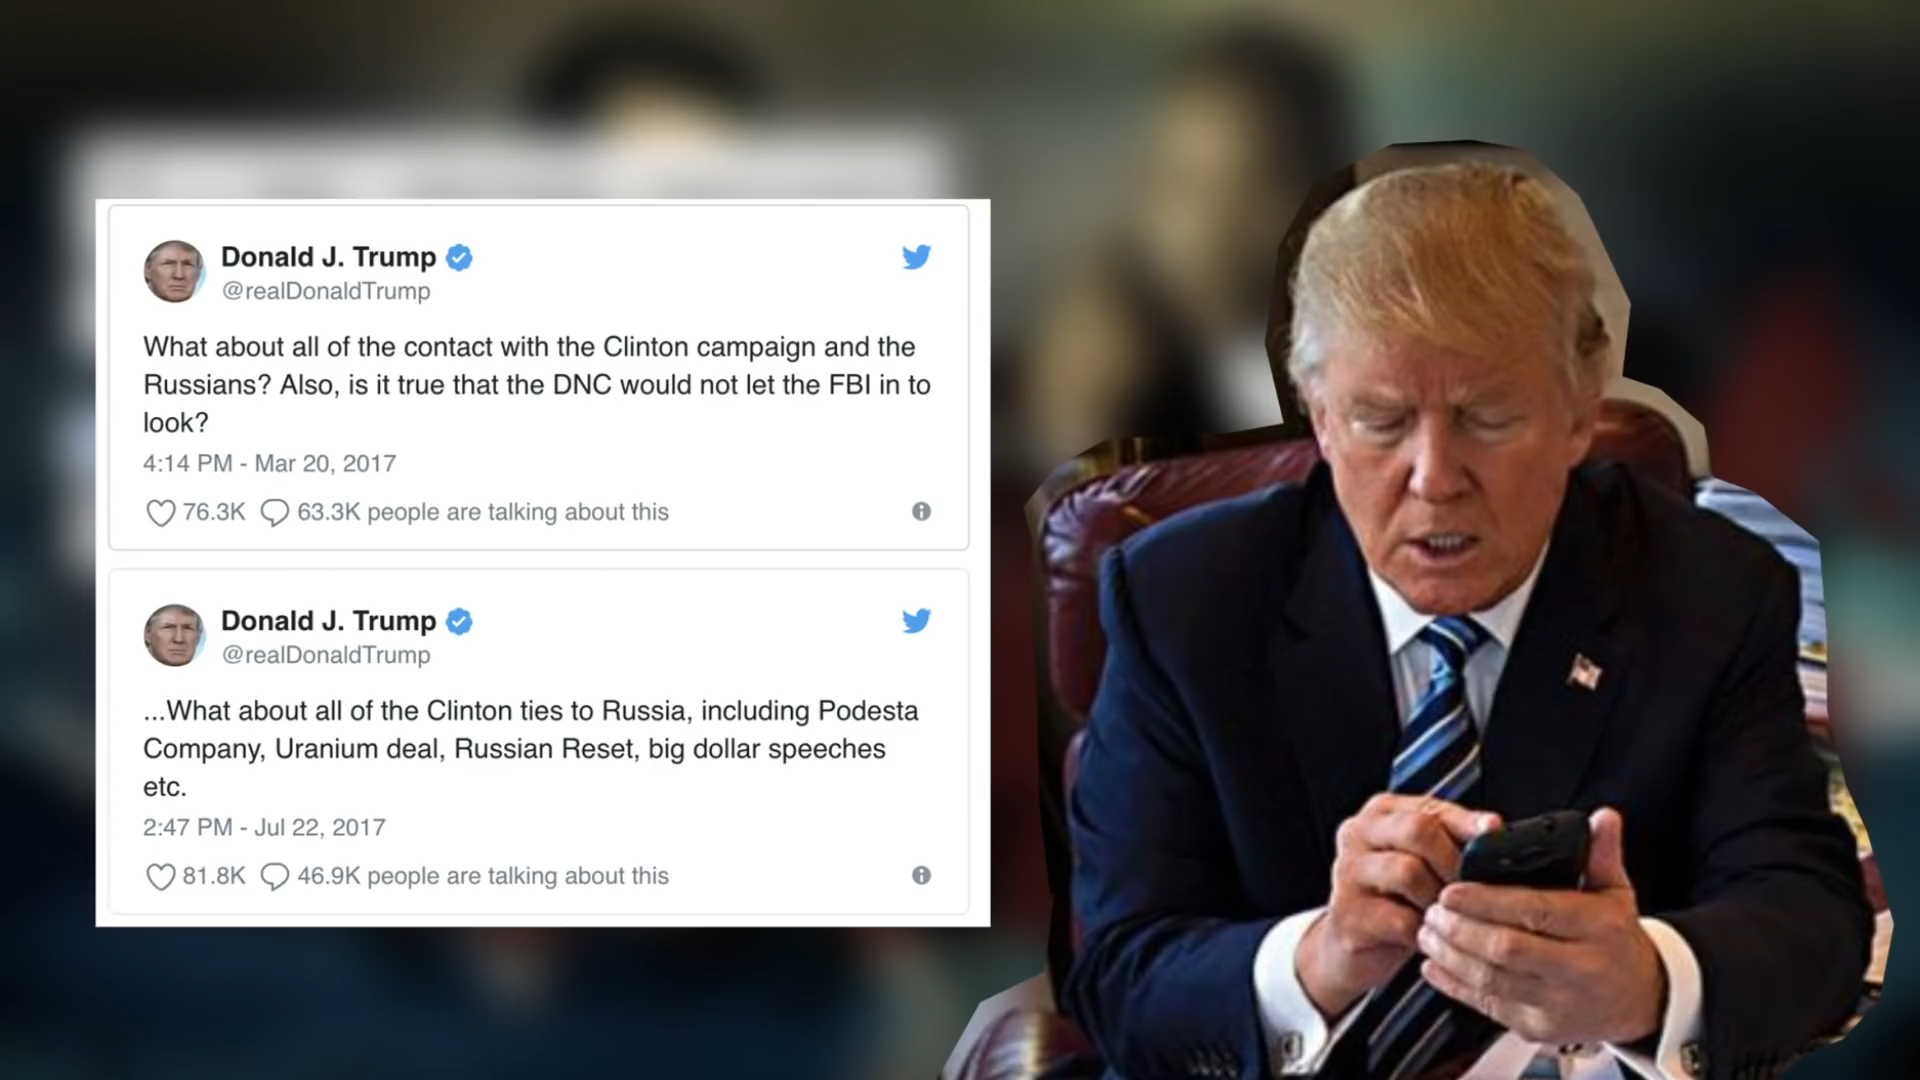 Donald J. Trump
@realDonaldTrump
What about all of the contact with the Clinton campaign and the
Russians? Also, is it true that the DNC would not let the FBI in to
look?
4:14 PM - Mar 20, 2017
76.3K 63.3K people are talking about this
Donald J. Trump
@realDonaldTrump
...What about all of the Clinton ties to Russia, including Podesta
Company, Uranium deal, Russian Reset, big dollar speeches
etc.
2:47 PM - Jul 22, 2017
81.8K 46.9K people are talking about this